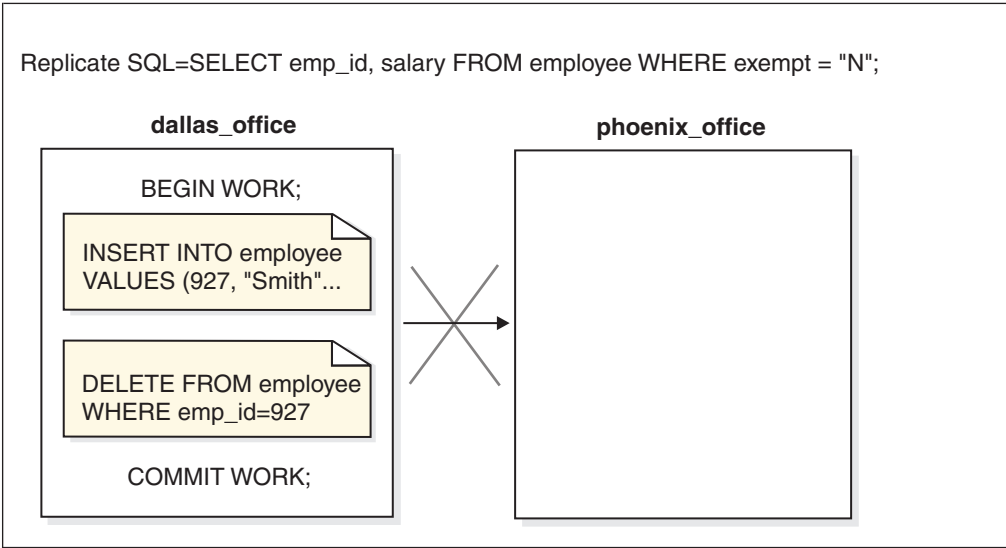 Replicate SQL=SELECT emp_id, salary FROM employee WHERE exempt = "N";
dallas_office
BEGIN WORK;
INSERT INTO employee
VALUES (927, "Smith"...
DELETE FROM employee
WHERE emp_id=927
COMMIT WORK;
phoenix_office